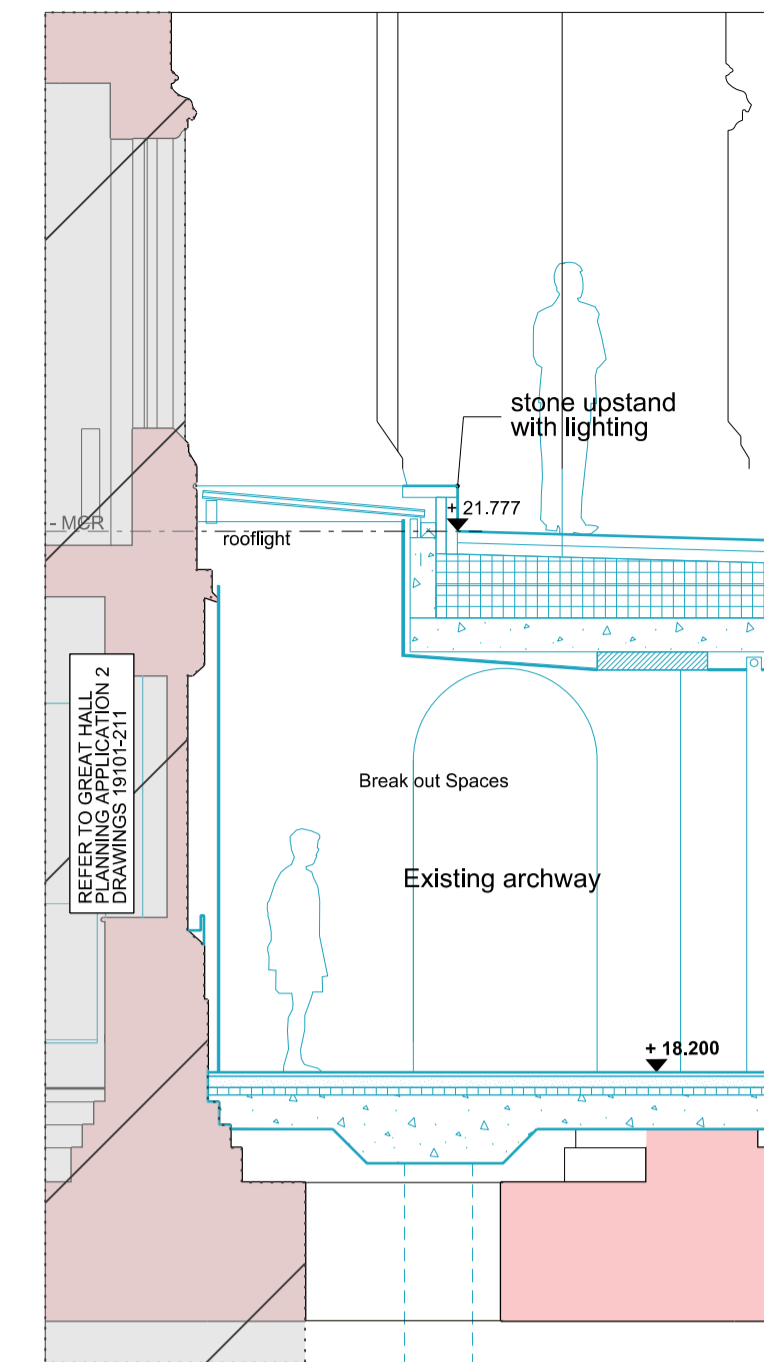 stone upstand
with lighting
+ 21.777
- MCR
rooflight
REFER TO GREAT HALL
PLANNING APPLICATION 2
DRAWINGS 19101-211
Break out Spaces
Existing archway
+ 18.200